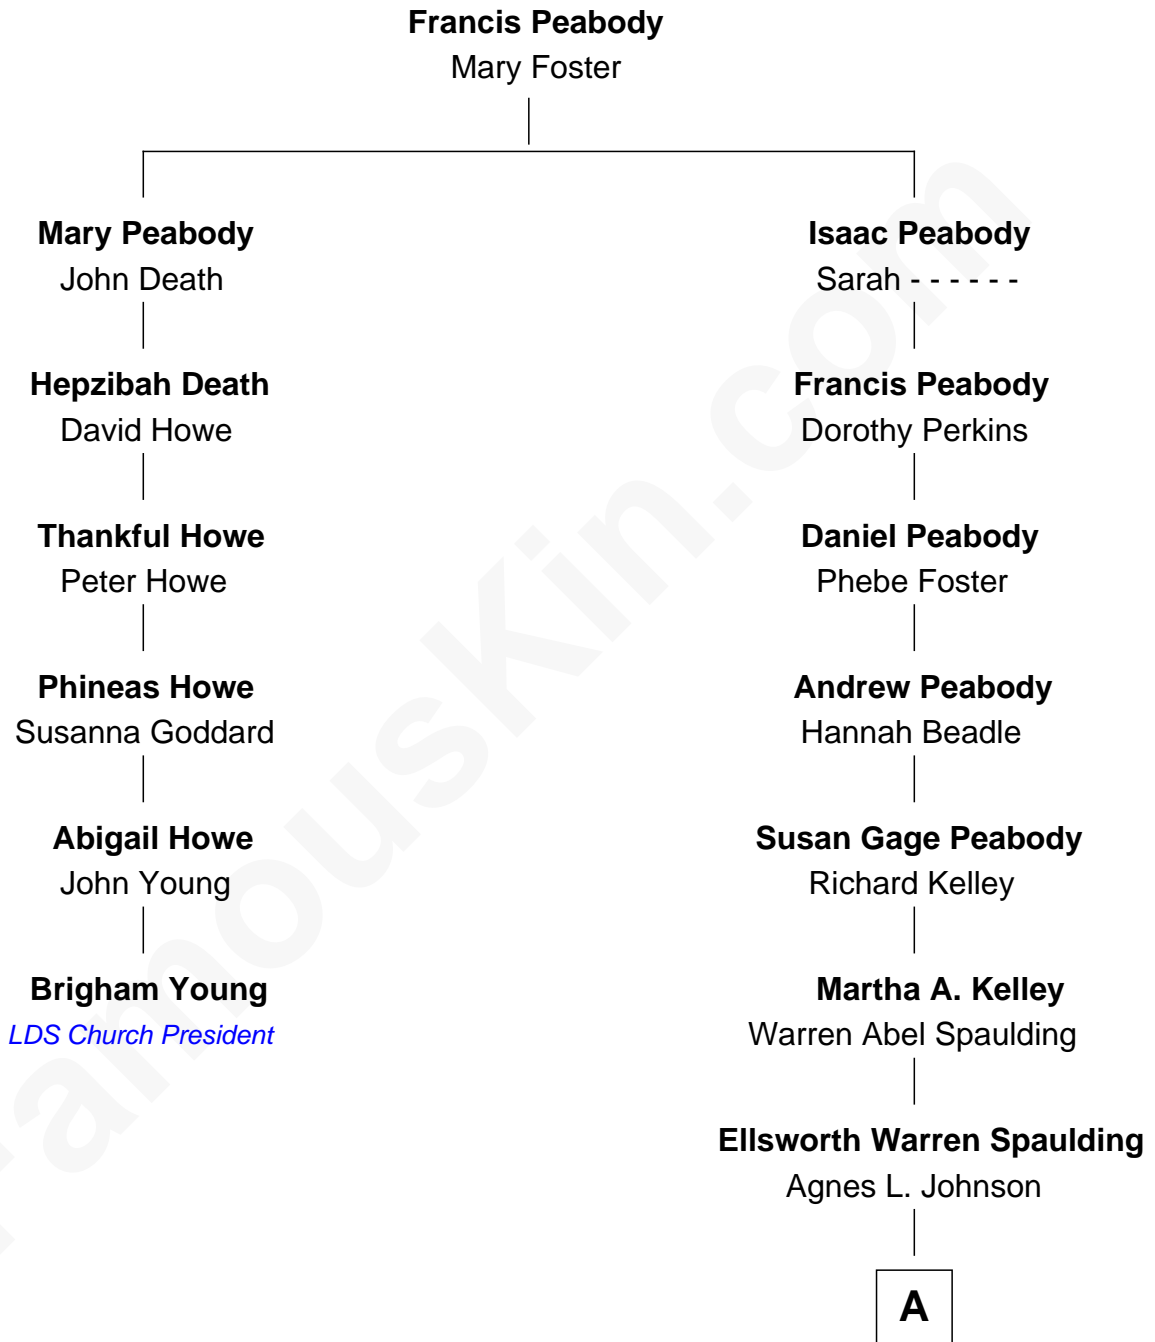 Francis Peabody
Mary Foster
Mary Peabody
John Death
Hepzibah Death
David Howe
Thankful Howe
Peter Howe
Phineas Howe
Susanna Goddard
Abigail Howe
John Young
Brigham Young
LDS Church President
Isaac Peabody
Sarah - - - - - -
Francis Peabody
Dorothy Perkins
Daniel Peabody
Phebe Foster
Andrew Peabody
Hannah Beadle
Susan Gage Peabody
Richard Kelley
Martha A. Kelley
Warren Abel Spaulding
Ellsworth Warren Spaulding
Agnes L. Johnson
A
FamousKin.com